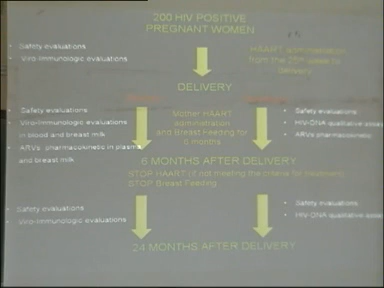 200 HIV POSITIVE
PREGNANT WOMEN
• Safety evaluations
• Viro-Immunologic evaluations
HAART administration
from the 25th week to
delivery
DELIVERY
• Safety evaluations
• Viro-Immunologic evaluations
in blood and breast milk
• ARVs pharmacokinetic in plasma
and breast milk
Mother HAART
administration
and Breast feeding for
6 months
• Safety evaluations
• HIV-DNA qualitative
• ARVs pharmacokinetic
6 MONTHS AFTER DELIVERY
STOP HAART( if not meeting the criteria for treatment)
STOP Breast Feeding
• Safety evaluations
• Viro-Immunologic evaluations
• Safety evaluations
• HIV-DNA qualitative
24 MONTHS AFTER DELIVERY